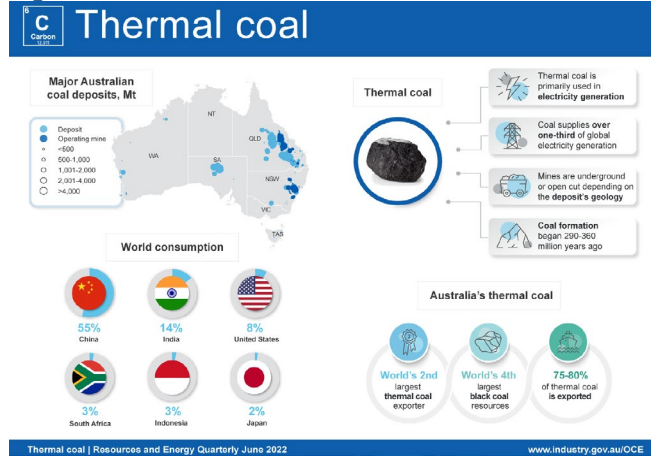 6
C
Carbon
12.011
Thermal coal
Major Australian
coal deposits, Mt
Deposit
Operating mine
<500
500-1,000
1,001-2,000
2,001-4,000
>4,000
NT
QLD
WA
SA
NSW
VIC
TAS
Thermal coal
Thermal coal is
primarily used in
electricity generation
Coal supplies over
one-third of global
electricity generation
Mines are underground
or open cut depending on
the deposit's geology
Coal formation
began 290-360
million years ago
World consumption
55%
China
14%
India
8%
United States
3%
South Africa
3%
Indonesia
2%
Japan
Australia's thermal coal
World's 2nd
largest
thermal coal
exporter
World's 4th
largest
black coal
resources
75-80%
of thermal coal
is exported
Thermal coal | Resources and Energy Quarterly June 2022
www.industry.gov.au/OCE